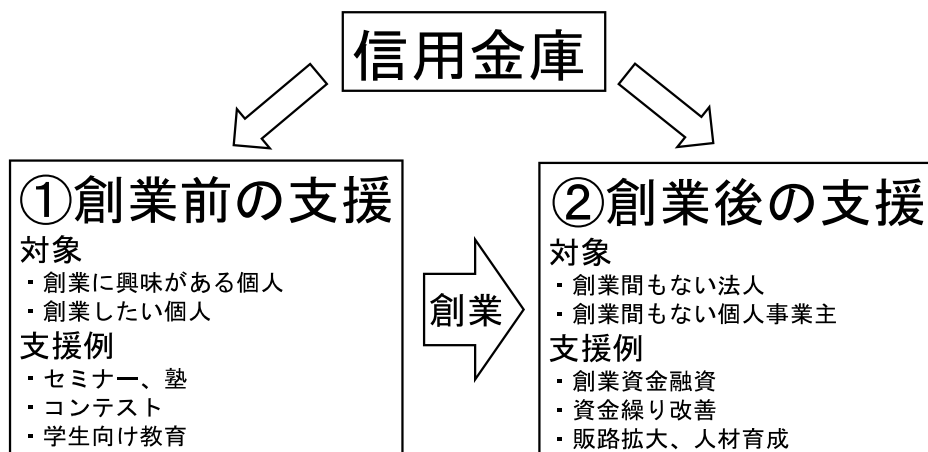 信用金庫
①創業前の支援
対象
・創業に興味がある個人
・創業したい個人
支援例
・セミナー、塾
・コンテスト
・学生向け教育
創業
②創業後の支援
対象
・創業間もない法人
・創業間もない個人事業主
支援例
・創業資金融資
・資金繰り改善
・販路拡大、人材育成